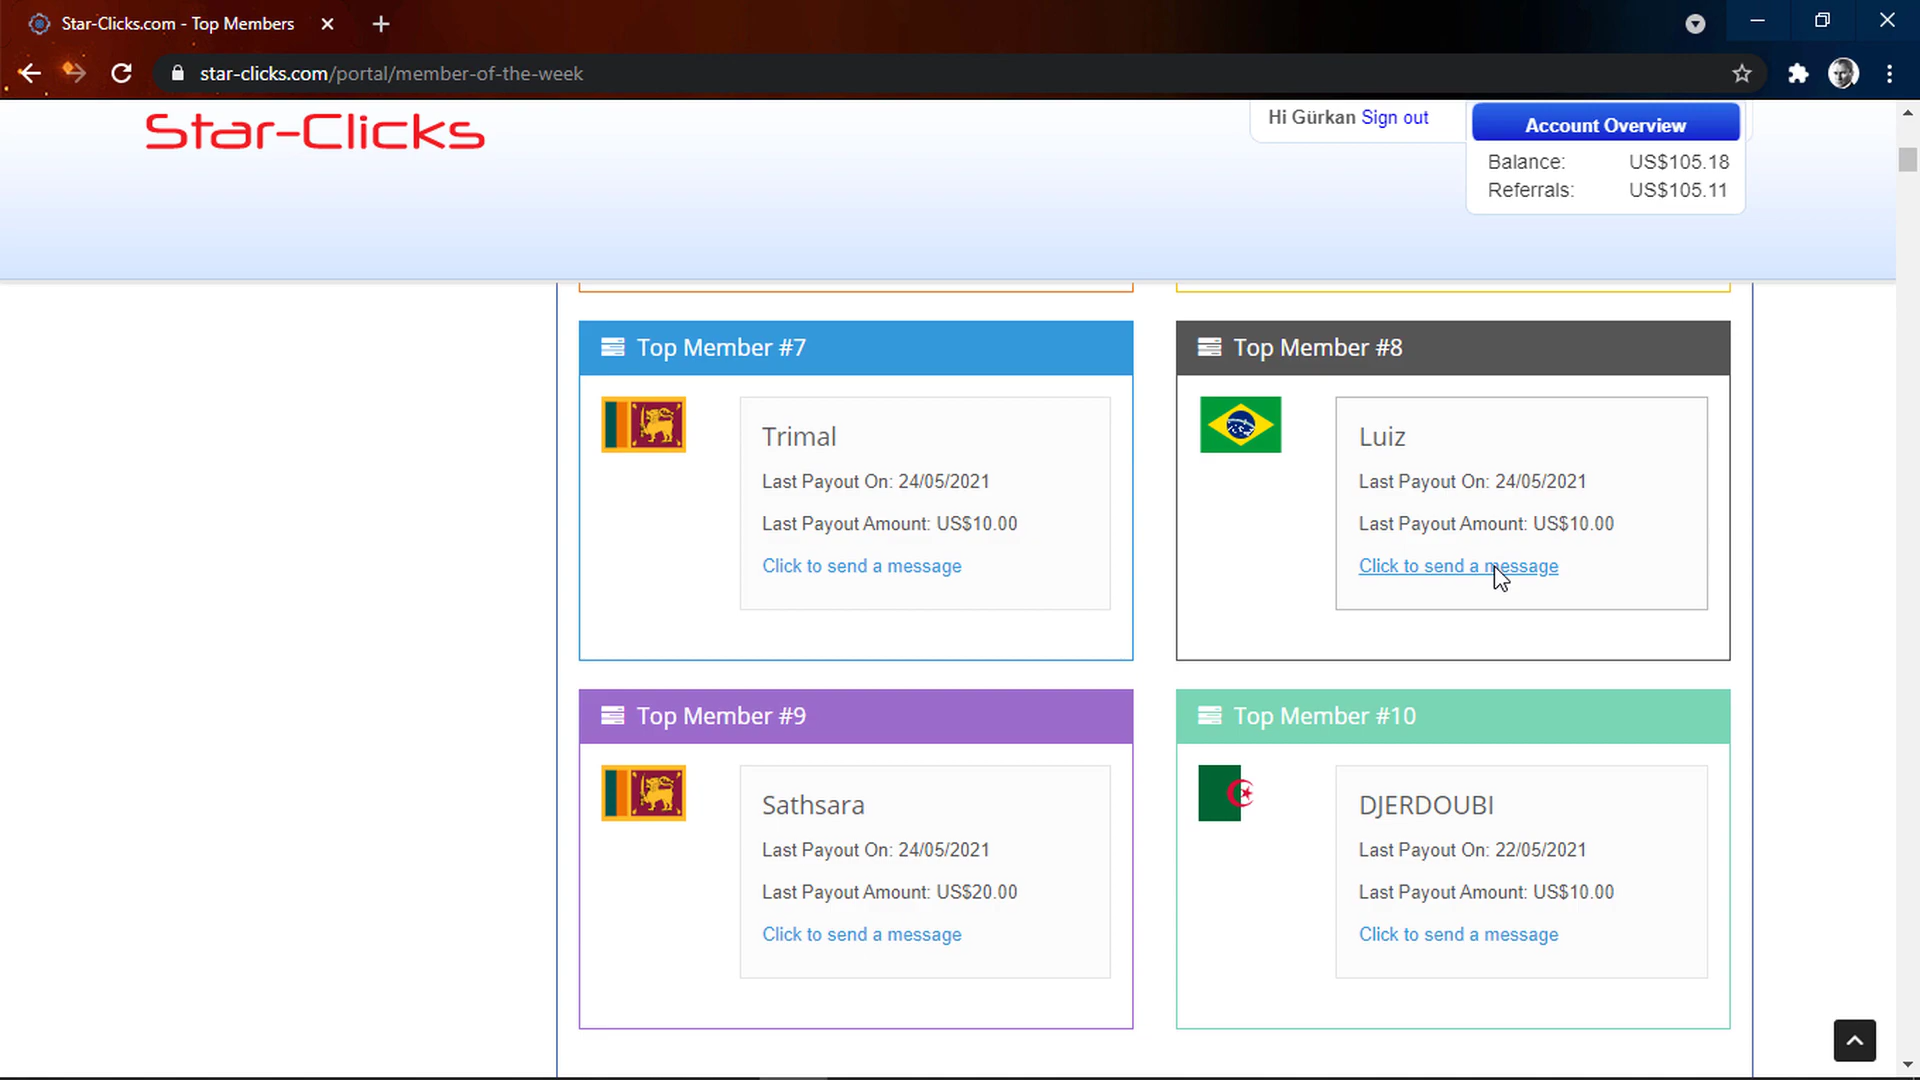 Star-Clicks.com - Top Members
star-clicks.com/portal/member-of-the-week
Star-Clicks
Hi Gürkan Sign out
Account Overview
Balance: US$105.18
Referrals: US$105.11
Top Member #7
Trimal
Last Payout On: 24/05/2021
Last Payout Amount: US$10.00
Click to send a message
Top Member #8
Luiz
Last Payout On: 24/05/2021
Last Payout Amount: US$10.00
Click to send a message
Top Member #9
Sathsara
Last Payout On: 24/05/2021
Last Payout Amount: US$20.00
Click to send a message
Top Member #10
DJERDOUBI
Last Payout On: 22/05/2021
Last Payout Amount: US$10.00
Click to send a message